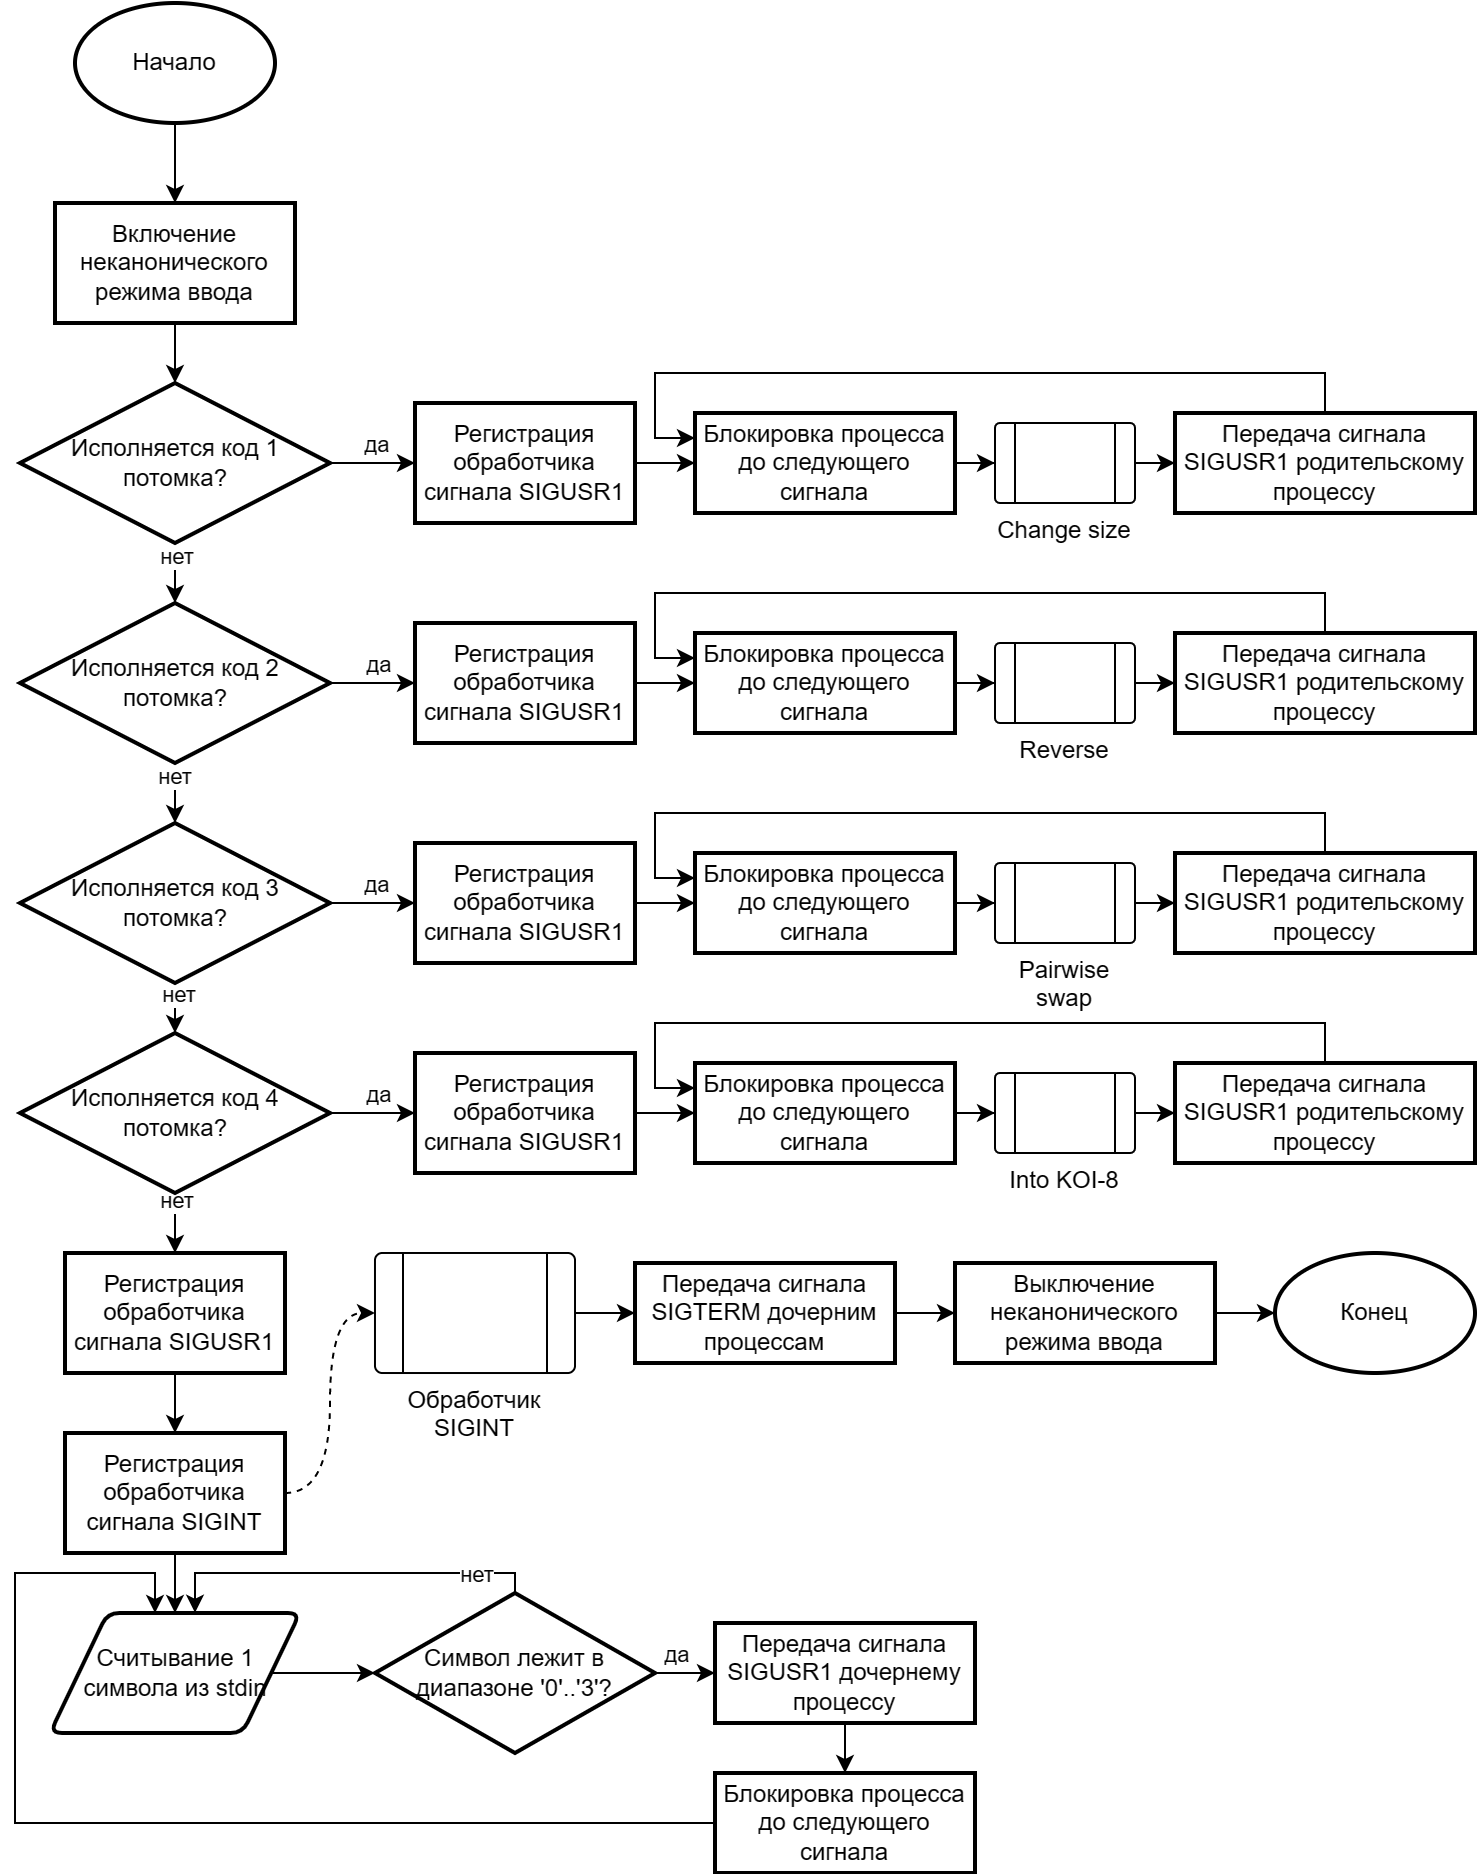 Начало
Включение
неканонического
режима ввода
Исполняется код 1
потомка?
да
Регистрация
обработчика
сигнала SIGUSR1
Блокировка процесса
до следующего
сигнала
Change size
Передача сигнала
SIGUSR1 родительскому
процессу
нет
Исполняется код 2
потомка?
да
Регистрация
обработчика
сигнала SIGUSR1
Блокировка процесса
до следующего
сигнала
Reverse
Передача сигнала
SIGUSR1 родительскому
процессу
нет
Исполняется код 3
потомка?
да
Регистрация
обработчика
сигнала SIGUSR1
Блокировка процесса
до следующего
сигнала
Pairwise
swap
Передача сигнала
SIGUSR1 родительскому
процессу
нет
Исполняется код 4
потомка?
да
Регистрация
обработчика
сигнала SIGUSR1
Блокировка процесса
до следующего
сигнала
Into KOI-8
Передача сигнала
SIGUSR1 родительскому
процессу
нет
Регистрация
обработчика
сигнала SIGUSR1
Обработчик
SIGINT
Передача сигнала
SIGTERM дочерним
процессам
Выключение
неканонического
режима ввода
Конец
Регистрация
обработчика
сигнала SIGINT
нет
Считывание 1
символа из stdin
Символ лежит в
диапазоне '0'..'3'?
да
Передача сигнала
SIGUSR1 дочернему
процессу
Блокировка процесса
до следующего
сигнала